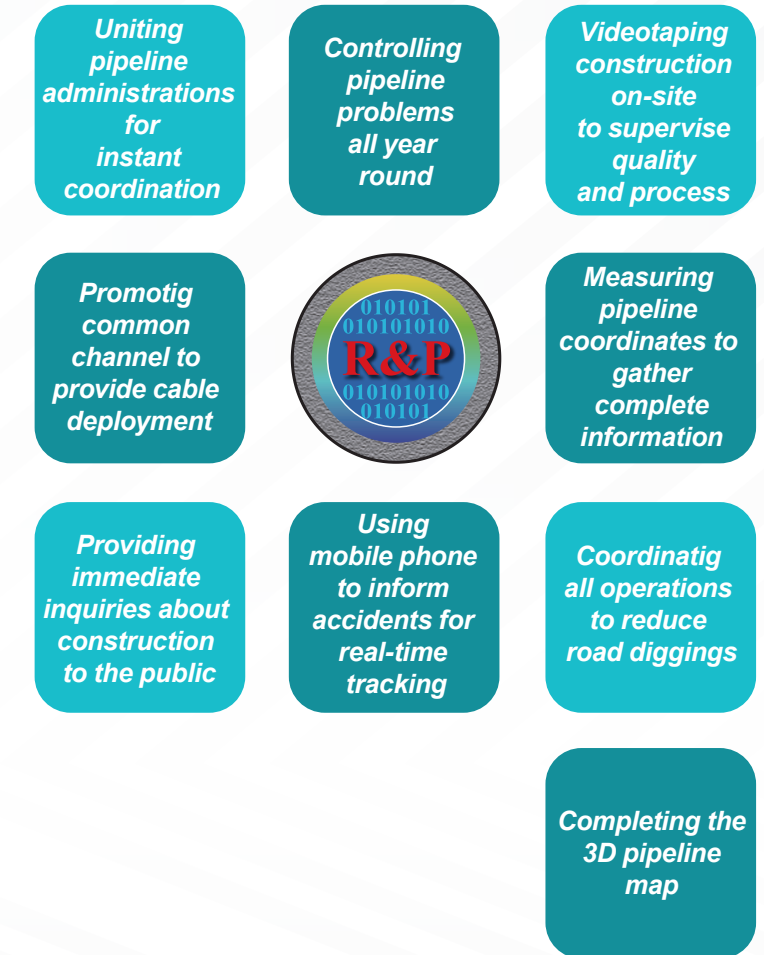 Uniting
pipeline
administrations
for
instant
coordination
Controlling
pipeline
problems
all year
round
Videotaping
construction
on-site
to supervise
quality
and process
Promotig
common
channel to
provide cable
deployment
010101
010101010
R&P
010101010
010101
Measuring
pipeline
coordinates to
gather
complete
information
Providing
immediate
inquiries about
construction
to the public
Using
mobile phone
to inform
accidents for
real-time
tracking
Coordinatig
all operations
to reduce
road diggings
Completing the
3D pipeline
map